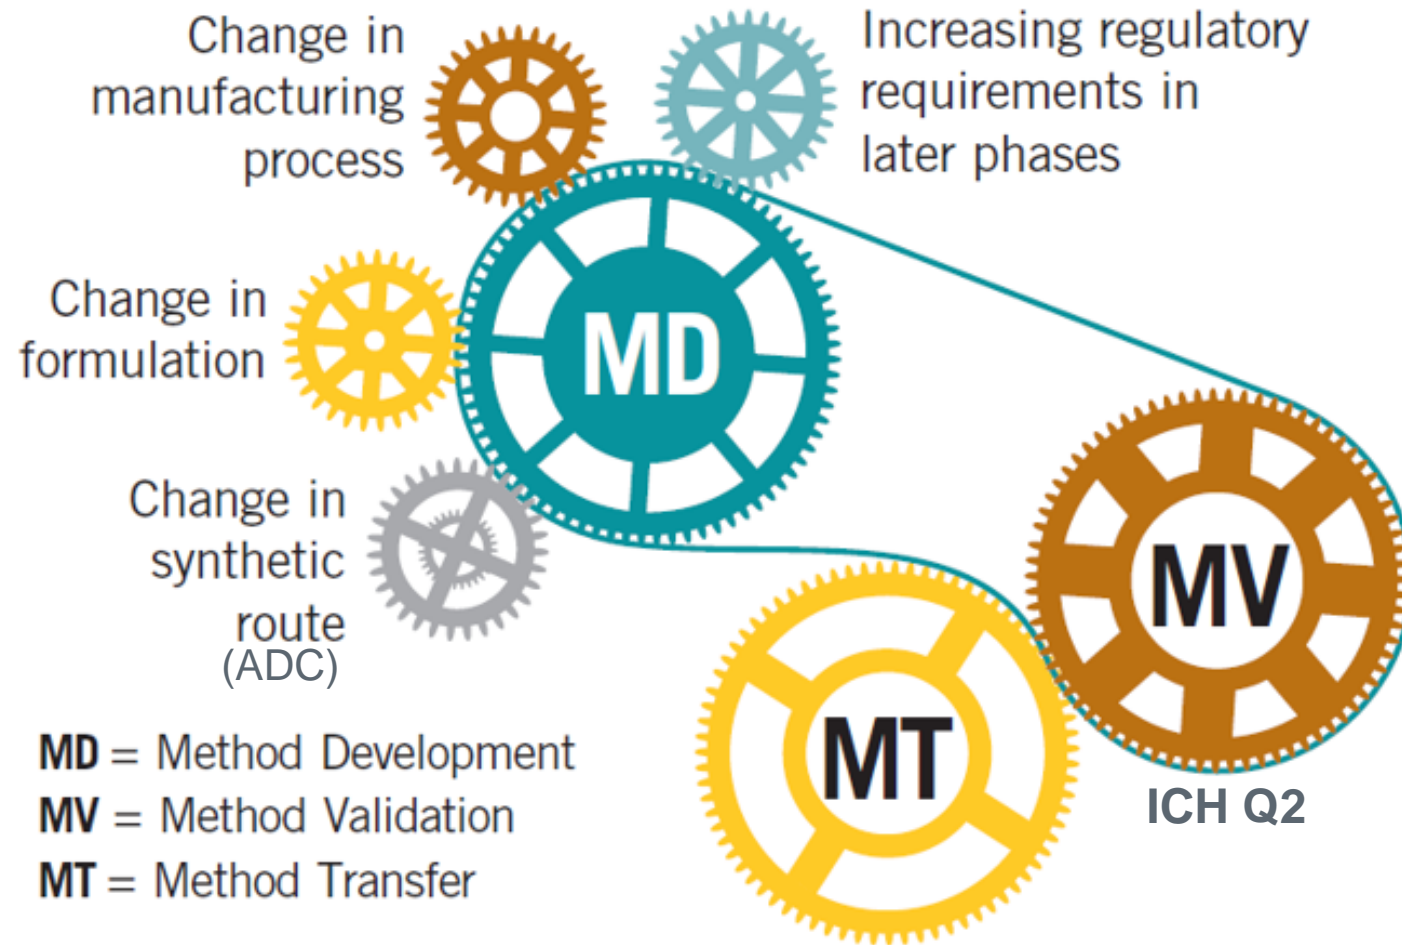 Change in
manufacturing
process
Increasing regulatory
requirements in
later phases
Change in
formulation
MD
Change in
synthetic
route
(ADC)
MV
MT
ICH Q2
MD = Method Development
MV = Method Validation
MT = Method Transfer